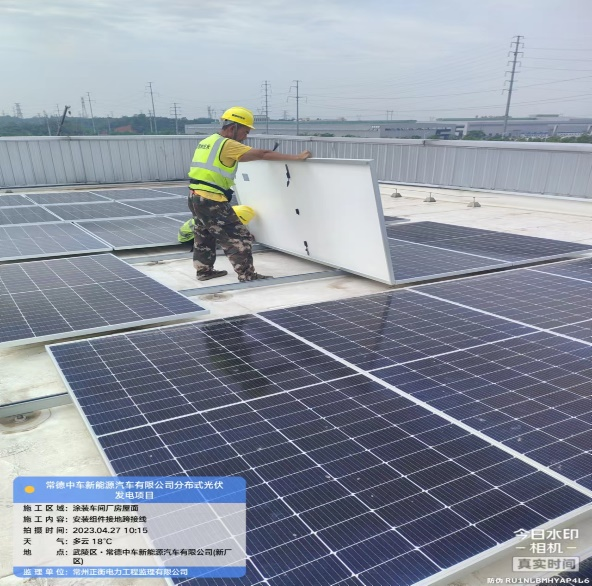 常德中车新能源汽车有限公司分布式光伏
发电项目
施工区域：涂装车间厂房屋面
施工内容：安装组件接地跨接线
拍摄时间：2023.04.27 10:15
天 气：多云 18℃
地 点：武陵区·常德中车新能源汽车有限公司(新厂
区)
监理单位：常州正衡电力工程监理有限公司
今日水印
相机
真实时间
防伪 RU1NLBMHYAP4L6